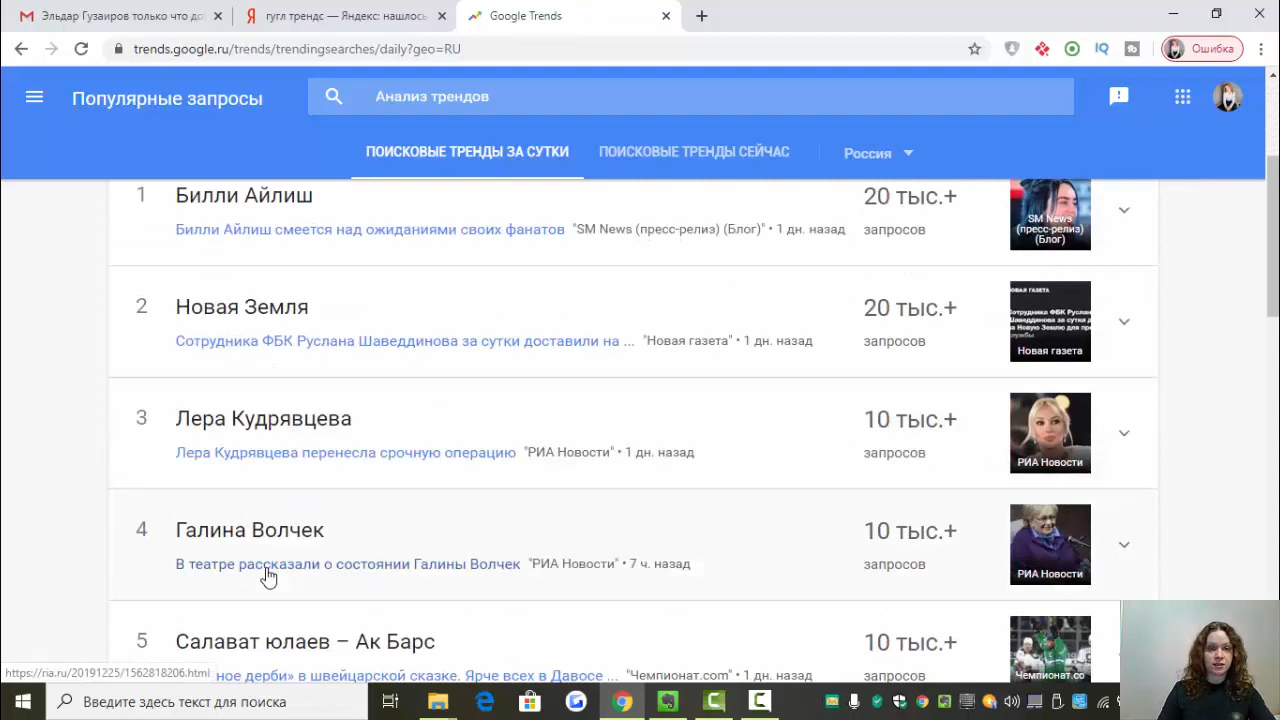 Эльдар Гузаиров только что до
гугл трендс — Яндекс: нашлось
Google Trends
trends.google.ru/trends/trendingsearches/daily?geo=RU
Ошибка
Популярные запросы
Анализ трендов
ПОИСКОВЫЕ ТРЕНДЫ ЗА СУТКИ
ПОИСКОВЫЕ ТРЕНДЫ СЕЙЧАС
Россия
1 Билли Айлиш 20 тыс.+
Билли Айлиш смеется над ожиданиями своих фанатов "SM News (пресс-релиз) (Блог)" • 1 дн. назад запросов
SM News
(пресс-релиз)
(Блог)
2 Новая Земля 20 тыс.+
Сотрудника ФБК Руслана Шаведдинова за сутки доставили на ... "Новая газета" • 1 дн. назад запросов
Новая газета
3 Лера Кудрявцева 10 тыс.+
Лера Кудрявцева перенесла срочную операцию "РИА Новости" • 1 дн. назад запросов
РИА Новости
4 Галина Волчек 10 тыс.+
В театре рассказали о состоянии Галины Волчек "РИА Новости" • 7 ч. назад запросов
РИА Новости
5 Салават юлаев – Ак Барс 10 тыс.+
ное дерби» в швейцарской сказке. Ярче всех в Давосе ... "Чемпионат.com" • 1 дн. назад запросов
Чемпионат.co
https://ria.ru/20191225/1562818206.html
Введите здесь текст для поиска